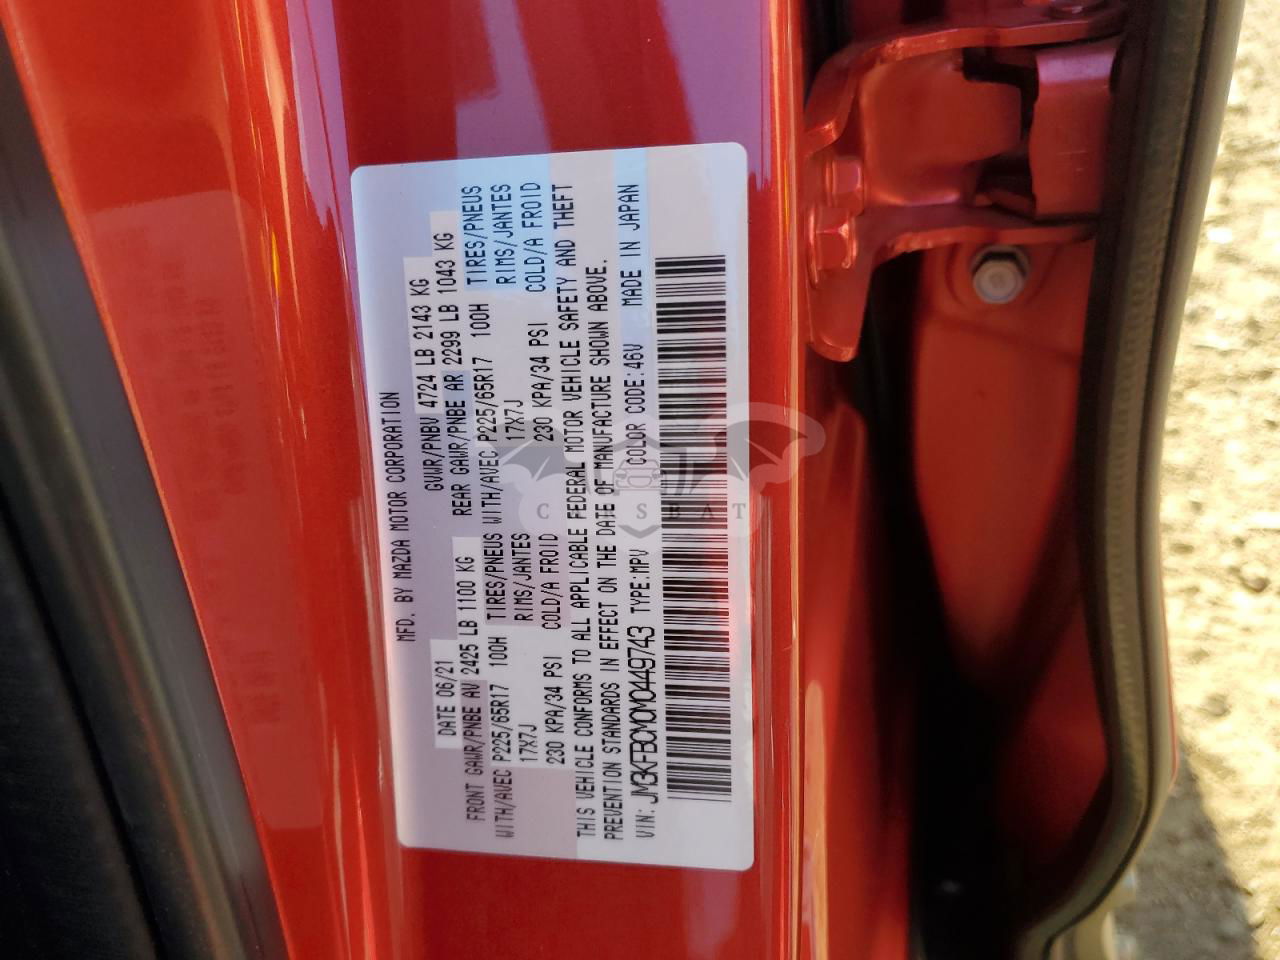 MFD. BY MAZDA MOTOR CORPORATION
DATE 06/21 GVWR/PNBV 4724 LB 2143 KG
FRONT GAWR/PNBE AV 2425 LB 1100 KG REAR GAWR/PNBE AR 2299 LB 1043 KG
WITH/AVEC P225/65R17 100H TIRES/PNEUS WITH/AVEC P225/65R17 100H TIRES/PNEUS
17X7J RIMS/JANTES 17X7J RIMS/JANTES
230 KPA/34 PSI COLD/A FROID 230 KPA/34 PSI COLD/A FROID
THIS VEHICLE CONFORMS TO ALL APPLICABLE FEDERAL MOTOR VEHICLE SAFETY AND THEFT
PREVENTION STANDARDS IN EFFECT ON THE DATE OF MANUFACTURE SHOWN ABOVE.
VIN: JM3KFBCM0M0449743 TYPE:MPV COLOR CODE:46V MADE IN JAPAN